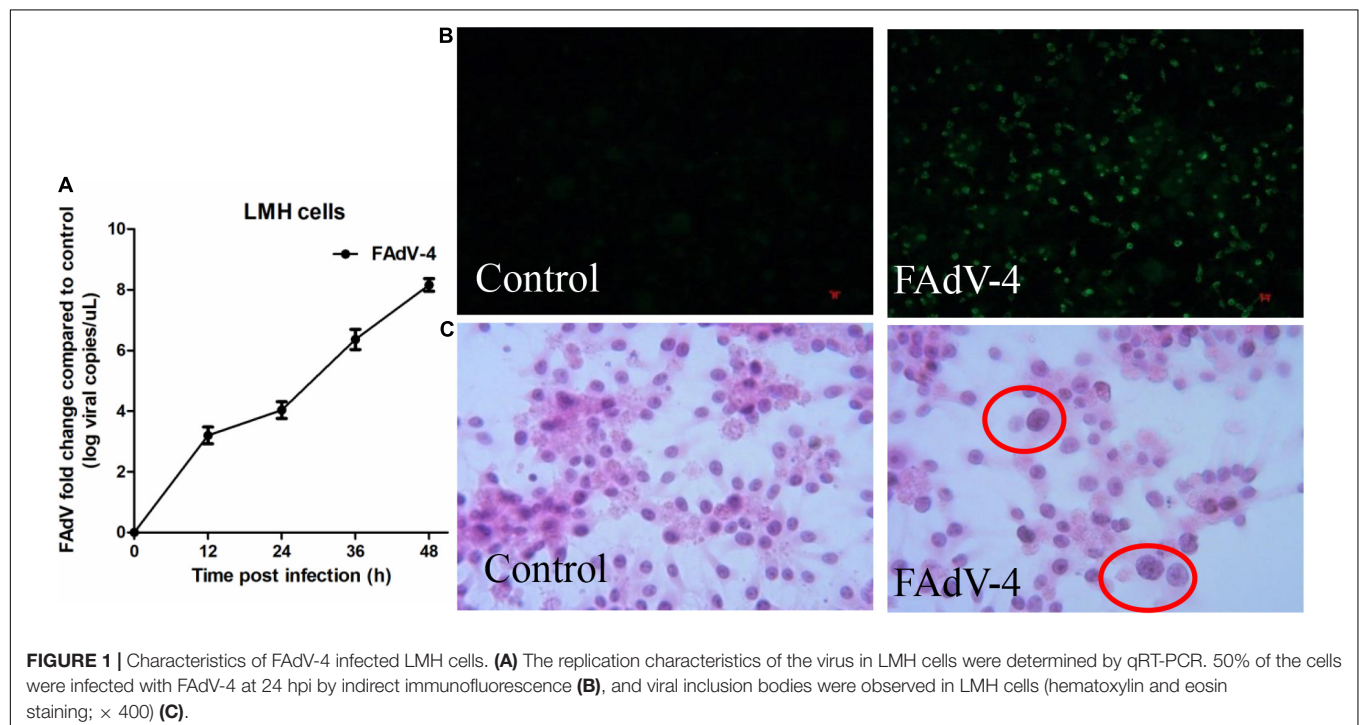 A
LMH cells
FAdV-4
FAdV fold change compared to control
(log viral copies/uL)
10
8
6
4
2
0
0 12 24 36 48
Time post infection (h)
B
Control
FAdV-4
C
Control
FAdV-4
FIGURE 1 | Characteristics of FAdV-4 infected LMH cells. (A) The replication characteristics of the virus in LMH cells were determined by qRT-PCR. 50% of the cells
were infected with FAdV-4 at 24 hpi by indirect immunofluorescence (B), and viral inclusion bodies were observed in LMH cells (hematoxylin and eosin
staining; × 400) (C).